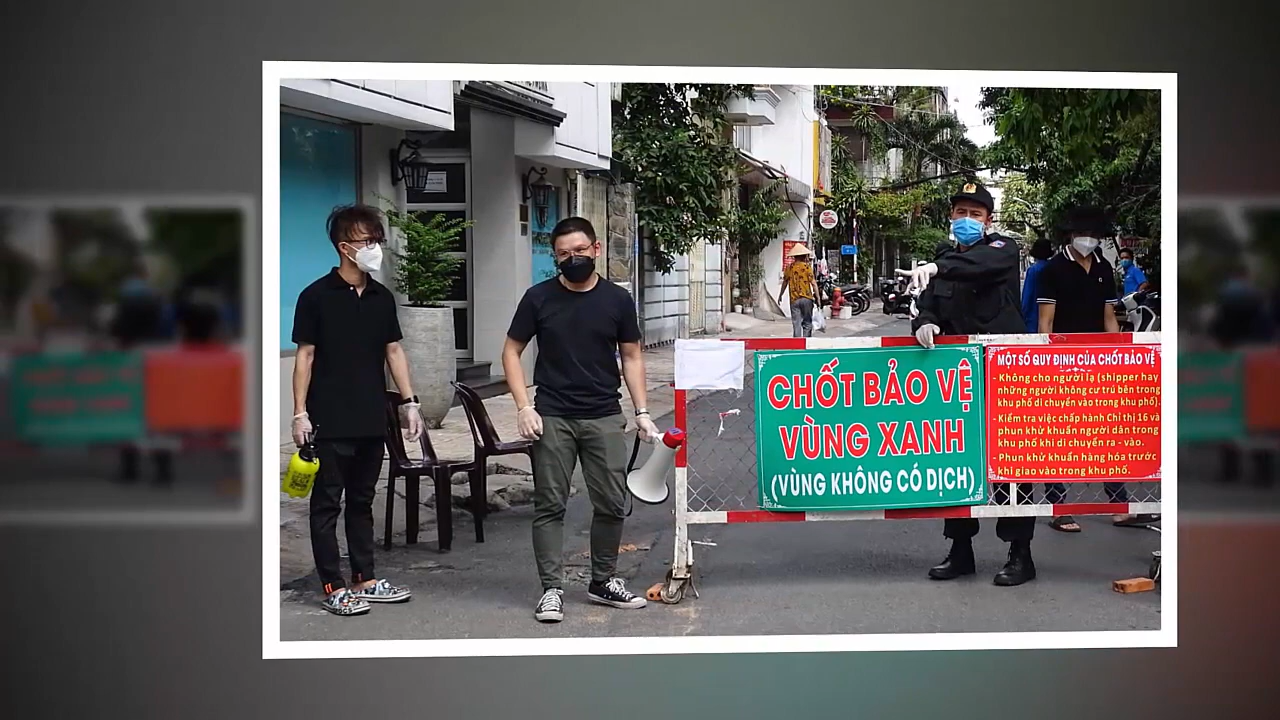 CHỐT BẢO VỆ
VÙNG XANH
(VÙNG KHÔNG CÓ DỊCH)
MỘT SỐ QUY ĐỊNH CỦA CHỐT BẢO VỆ
- Không cho người lạ (shipper hay
những người không cư trú bên trong
khu phố di chuyển vào trong khu phố).
- Kiểm tra việc chấp hành Chỉ thị 16 và
phun khử khuẩn người dân trong
khu phố khi di chuyển ra - vào.
- Phun khử khuẩn hàng hóa trước
khi giao vào trong khu phố.